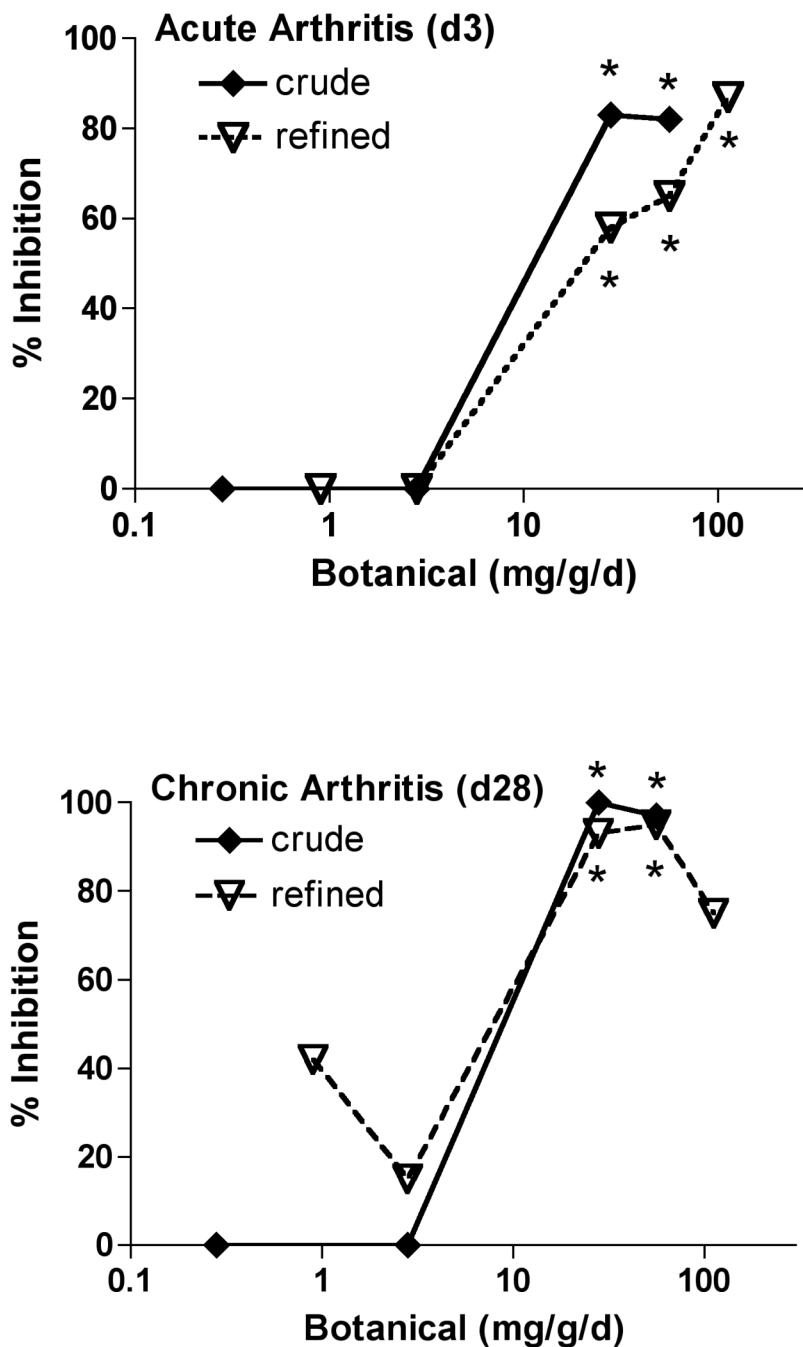 Acute Arthritis (d3)
crude
refined
100
80
60
40
20
0
% Inhibition
* *
*
*
*
0.1 1 10 100
Botanical (mg/g/d)
Chronic Arthritis (d28)
crude
refined
100
80
60
40
20
0
% Inhibition
* *
* *
0.1 1 10 100
Botanical (mg/g/d)